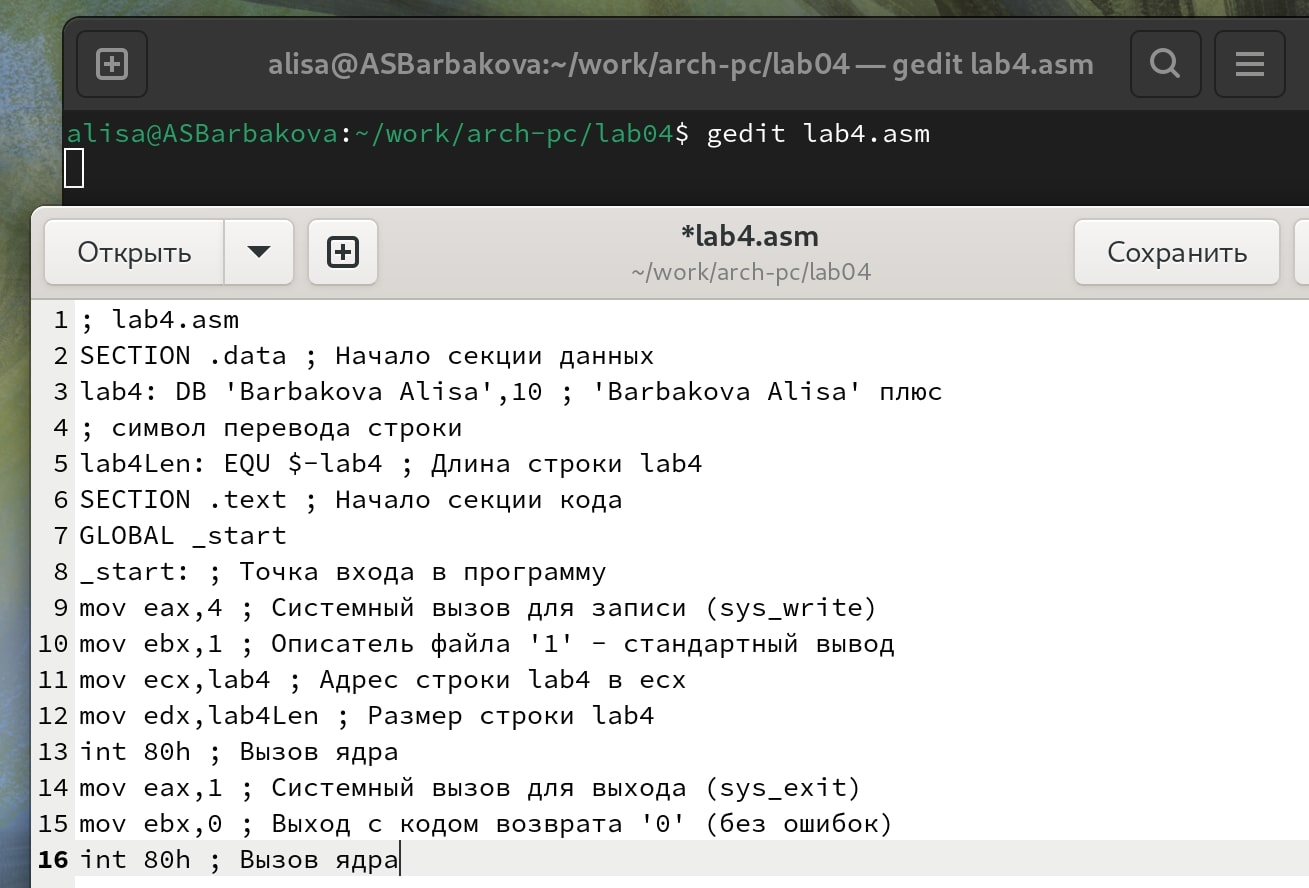 alisa@ASBarbakova:~/work/arch-pc/lab04 — gedit lab4.asm
alisa@ASBarbakova:~/work/arch-pc/lab04$ gedit lab4.asm
Открыть
*lab4.asm
~/work/arch-pc/lab04
Сохранить
1 ; lab4.asm
2 SECTION .data ; Начало секции данных
3 lab4: DB 'Barbakova Alisa',10 ; 'Barbakova Alisa' плюс
4 ; символ перевода строки
5 lab4Len: EQU $-lab4 ; Длина строки lab4
6 SECTION .text ; Начало секции кода
7 GLOBAL _start
8 _start: ; Точка входа в программу
9 mov eax,4 ; Системный вызов для записи (sys_write)
10 mov ebx,1 ; Описатель файла '1' - стандартный вывод
11 mov ecx,lab4 ; Адрес строки lab4 в ecx
12 mov edx,lab4Len ; Размер строки lab4
13 int 80h ; Вызов ядра
14 mov eax,1 ; Системный вызов для выхода (sys_exit)
15 mov ebx,0 ; Выход с кодом возврата '0' (без ошибок)
16 int 80h ; Вызов ядра